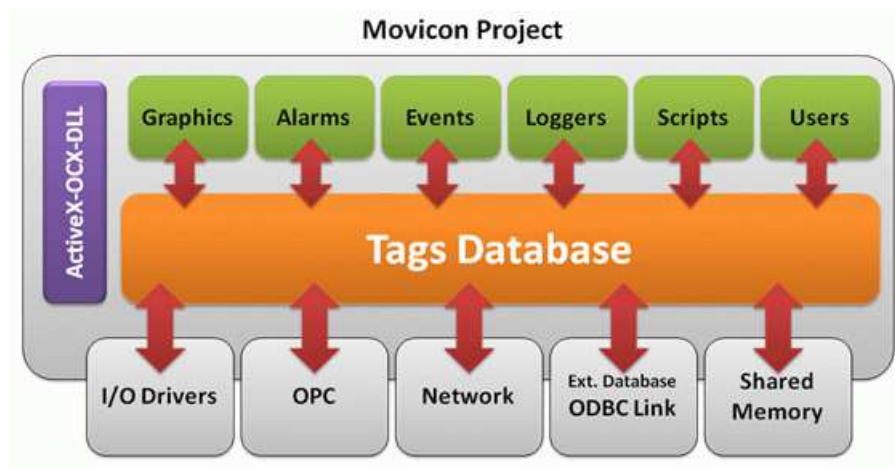 Movicon Project
ActiveX-OCX-DLL
Graphics
Alarms
Events
Loggers
Scripts
Users
Tags Database
I/O Drivers
OPC
Network
Ext. Database
ODBC Link
Shared
Memory